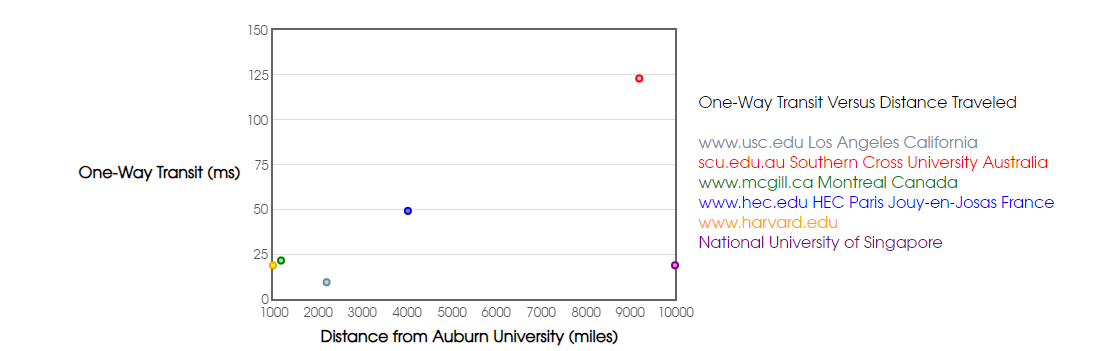 150
125
100
75
50
25
0
One-Way Transit (ms)
1000 2000 3000 4000 5000 6000 7000 8000 9000 10000
Distance from Auburn University (miles)
One-Way Transit Versus Distance Traveled
www.usc.edu Los Angeles California
scu.edu.au Southern Cross University Australia
www.mcgill.ca Montreal Canada
www.hec.edu HEC Paris Jouy-en-Josas France
www.harvard.edu
National University of Singapore